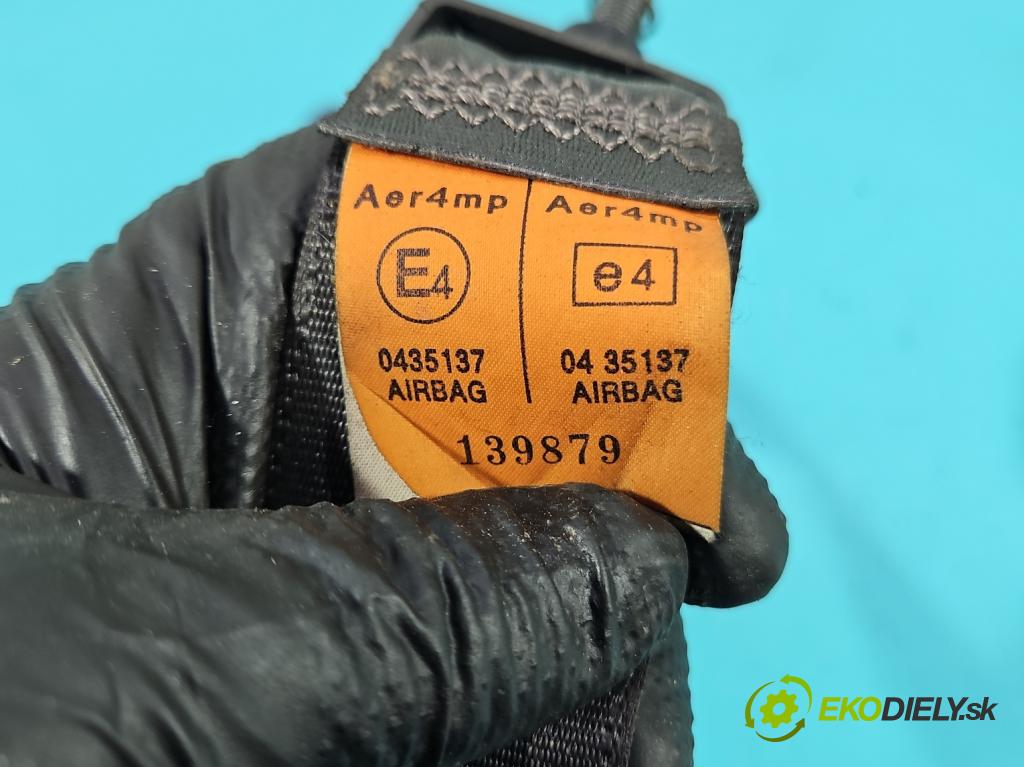 Aer4mp Aer4mp
E4 e4
0435137 04 35137
AIRBAG AIRBAG
139879
EKODIELY.sk